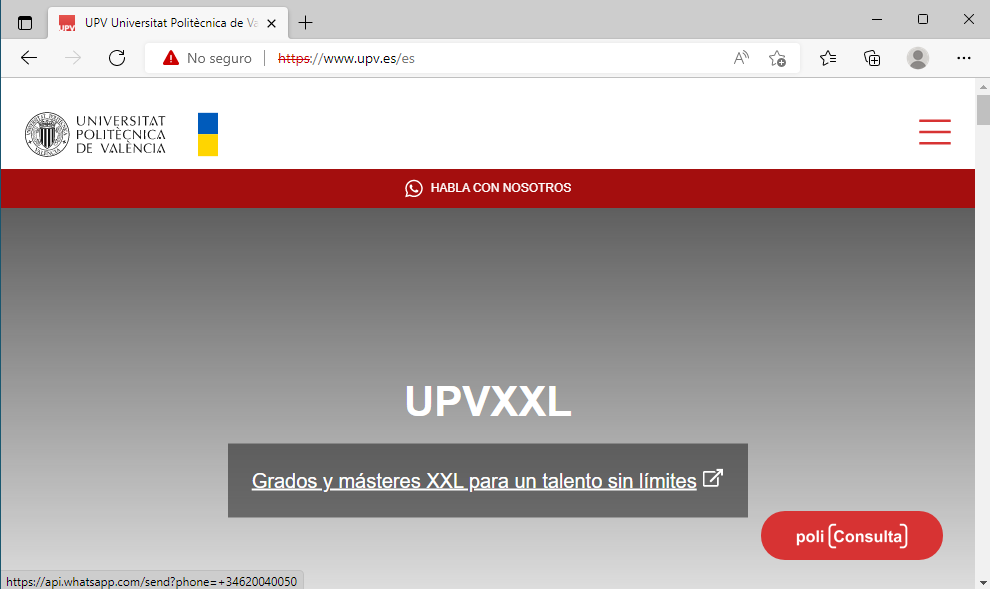 UPV Universitat Politècnica de Va
No seguro
https://www.upv.es/es
UNIVERSITAT
POLITÈCNICA
DE VALÈNCIA
HABLA CON NOSOTROS
UPVXXL
Grados y másteres XXL para un talento sin límites
poli [Consulta]
https://api.whatsapp.com/send?phone=+34620040050